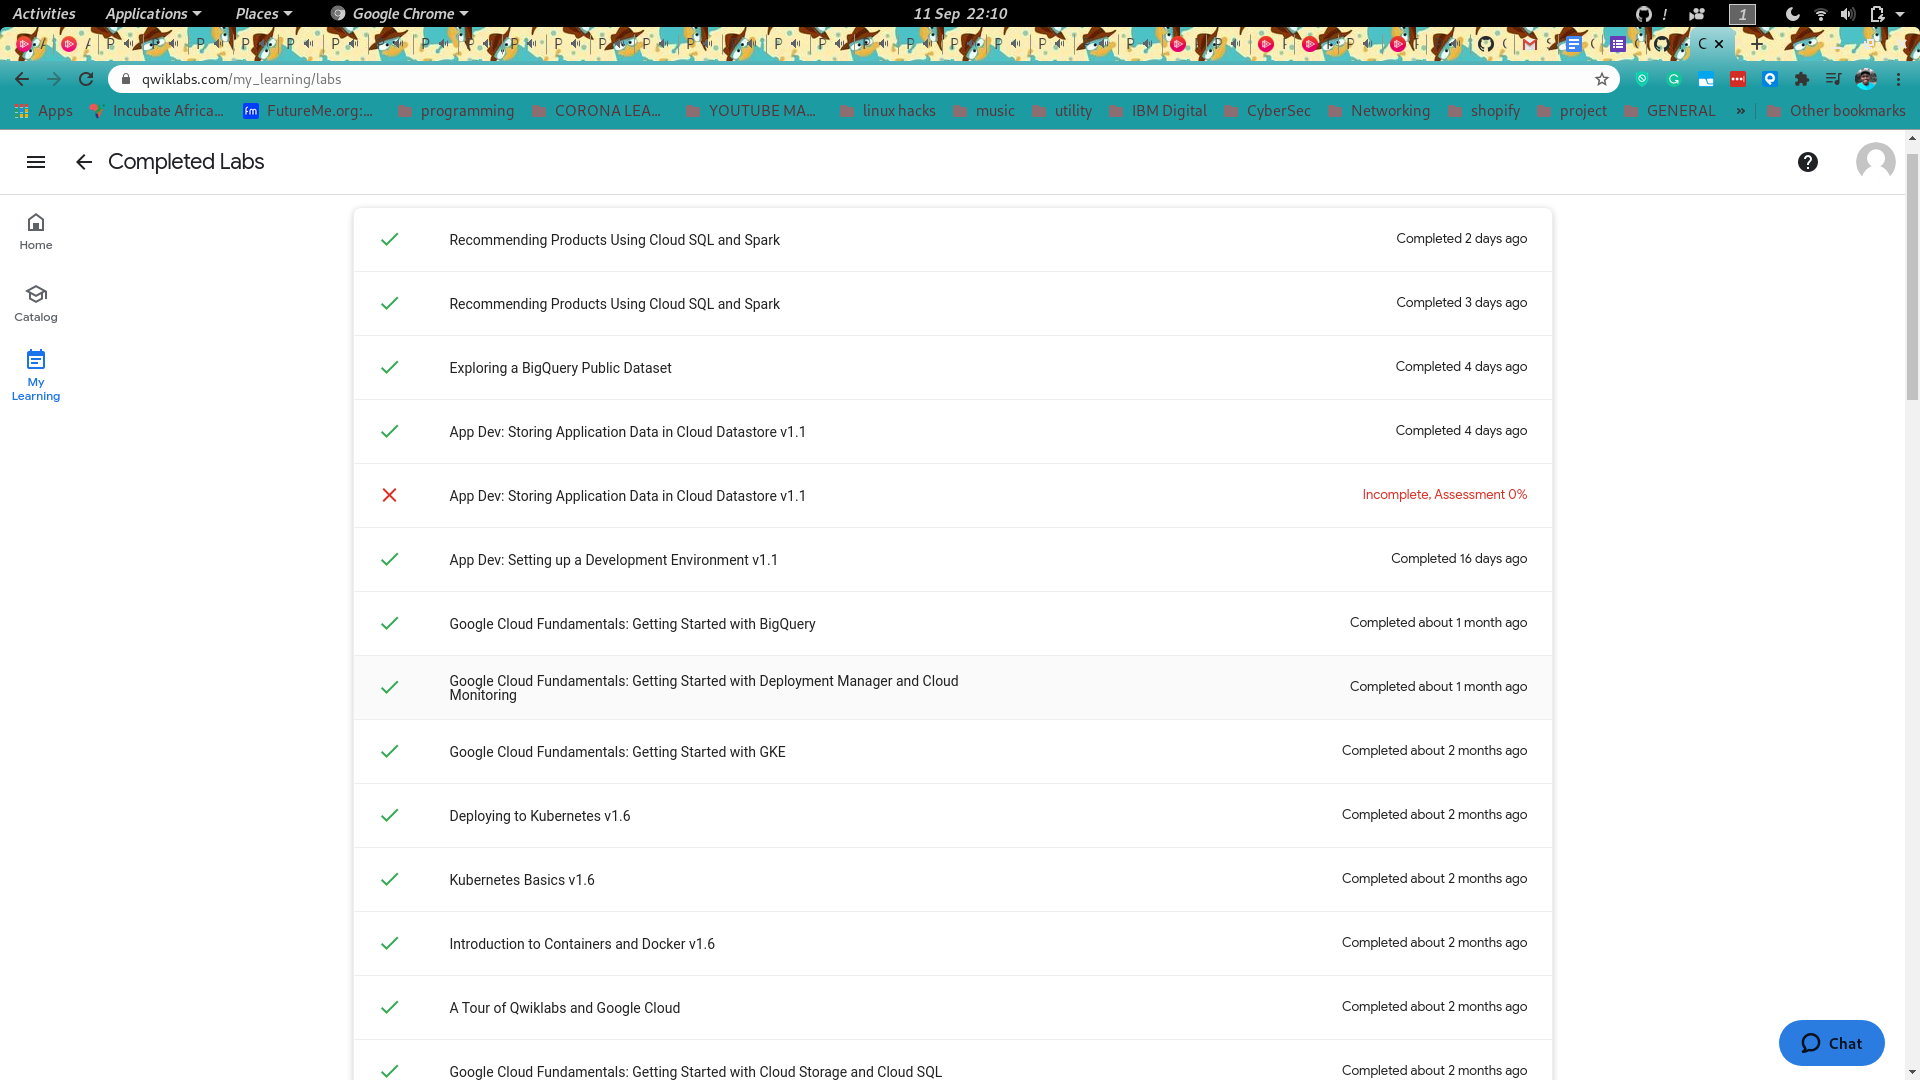 Activities Applications Places Google Chrome 11 Sep 22:10 ! 1
qwiklabs.com/my_learning/labs
Apps Incubate Africa... fm FutureMe.org:... programming CORONA LEA... YOUTUBE MA... linux hacks music utility IBM Digital CyberSec Networking shopify project GENERAL » Other bookmarks
Completed Labs
Home
Catalog
My
Learning
Recommending Products Using Cloud SQL and Spark Completed 2 days ago
Recommending Products Using Cloud SQL and Spark Completed 3 days ago
Exploring a BigQuery Public Dataset Completed 4 days ago
App Dev: Storing Application Data in Cloud Datastore v1.1 Completed 4 days ago
App Dev: Storing Application Data in Cloud Datastore v1.1 Incomplete, Assessment 0%
App Dev: Setting up a Development Environment v1.1 Completed 16 days ago
Google Cloud Fundamentals: Getting Started with BigQuery Completed about 1 month ago
Google Cloud Fundamentals: Getting Started with Deployment Manager and Cloud
Monitoring Completed about 1 month ago
Google Cloud Fundamentals: Getting Started with GKE Completed about 2 months ago
Deploying to Kubernetes v1.6 Completed about 2 months ago
Kubernetes Basics v1.6 Completed about 2 months ago
Introduction to Containers and Docker v1.6 Completed about 2 months ago
A Tour of Qwiklabs and Google Cloud Completed about 2 months ago
Google Cloud Fundamentals: Getting Started with Cloud Storage and Cloud SQL Completed about 2 months ago
Chat